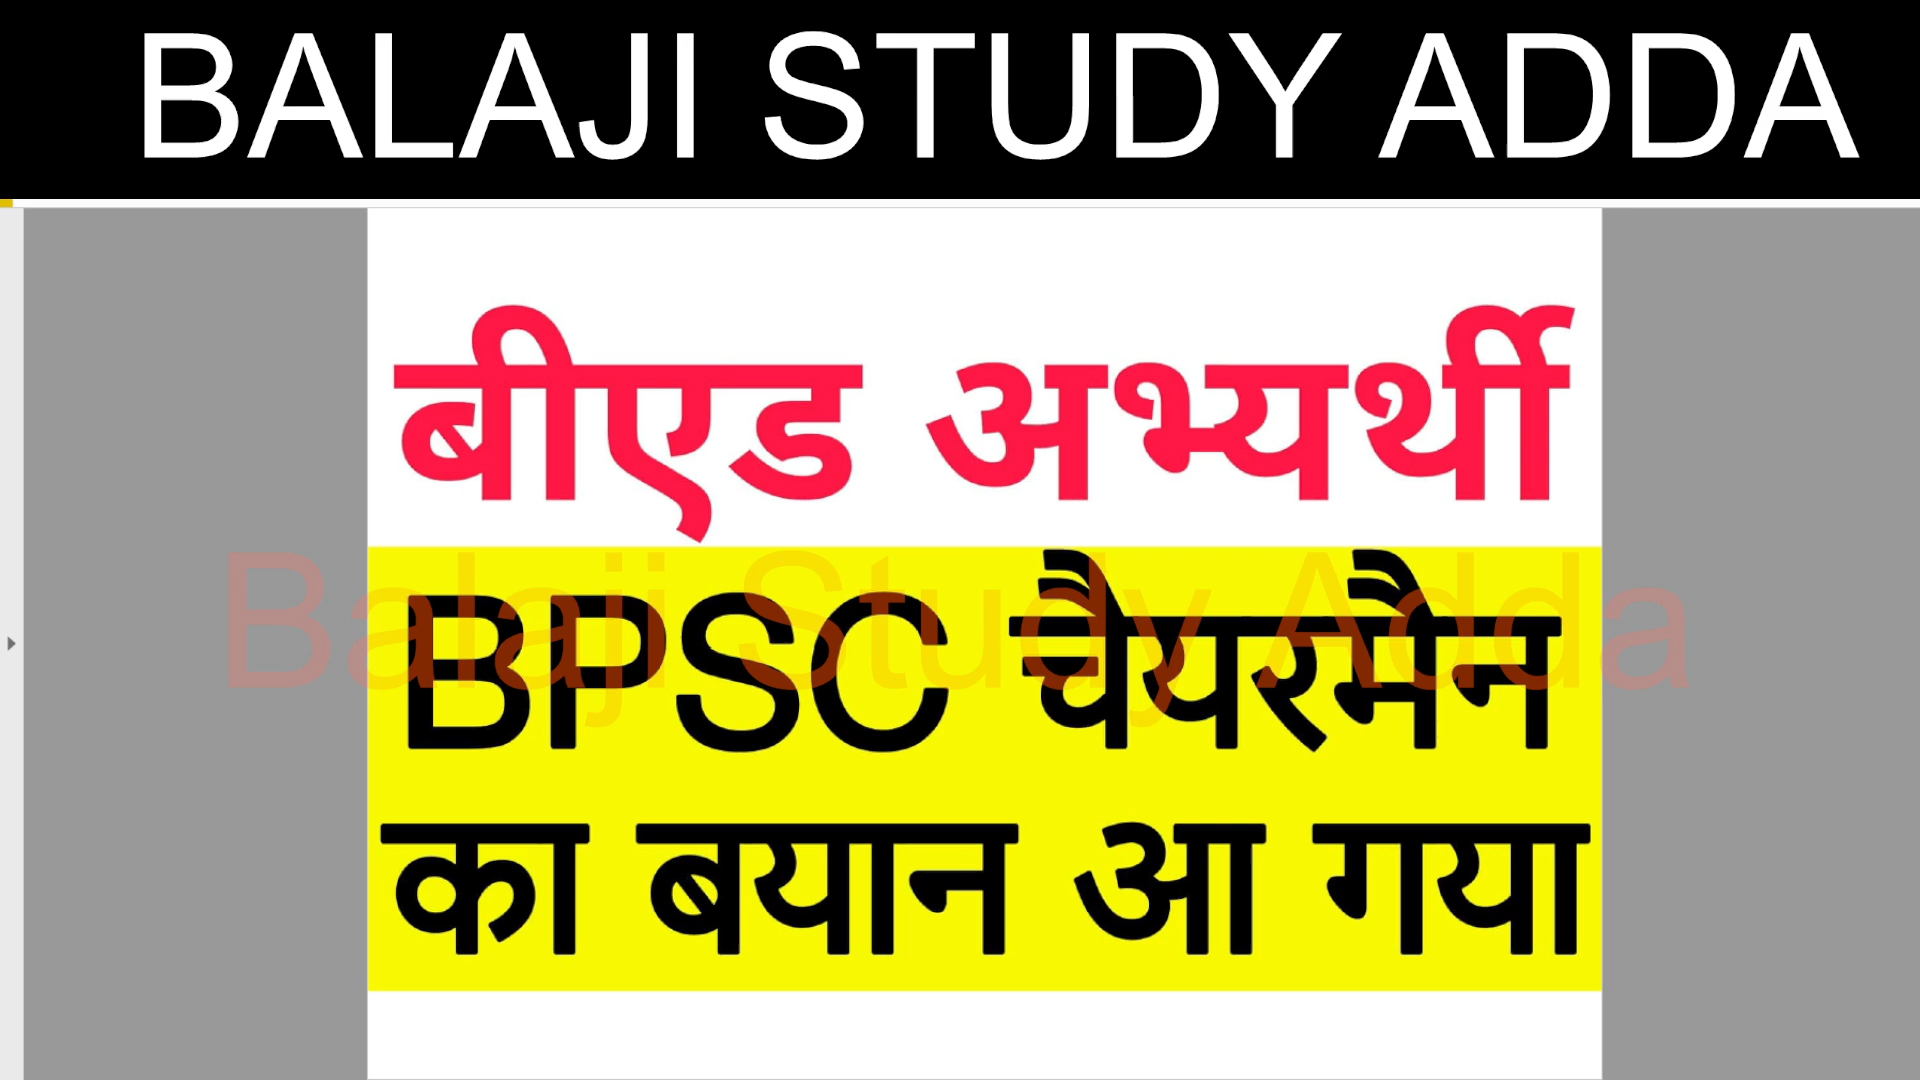 BALAJI STUDY ADDA
बीएड अभ्यर्थी
Balaji Study Adda
BPSC चैयरमैन
का बयान आ गया